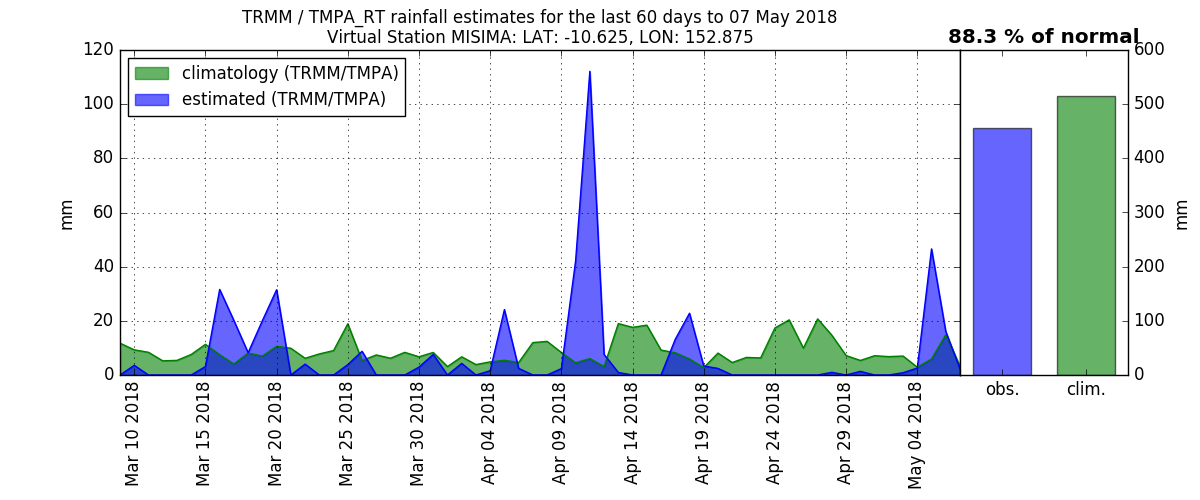 TRMM / TMPA_RT rainfall estimates for the last 60 days to 07 May 2018
Virtual Station MISIMA: LAT: -10.625, LON: 152.875
88.3 % of normal
climatology (TRMM/TMPA)
estimated (TRMM/TMPA)
120
100
80
60
40
20
0
mm
Mar 10 2018
Mar 15 2018
Mar 20 2018
Mar 25 2018
Mar 30 2018
Apr 04 2018
Apr 09 2018
Apr 14 2018
Apr 19 2018
Apr 24 2018
Apr 29 2018
May 04 2018
obs.
clim.
600
500
400
300
200
100
0
mm